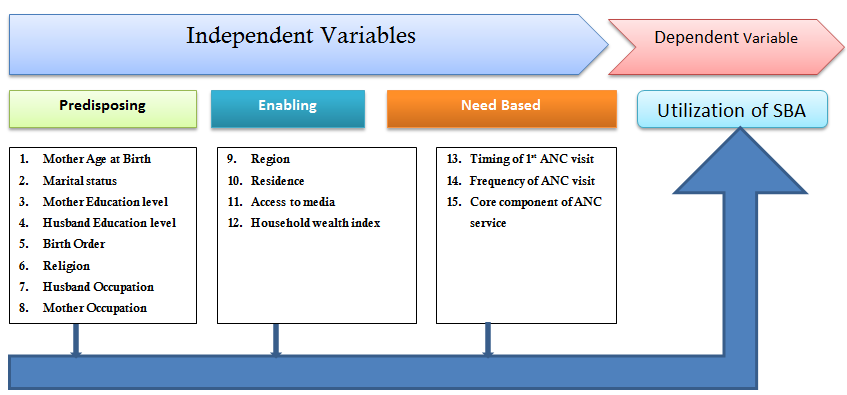 Independent Variables
Dependent Variable
Predisposing
Enabling
Need Based
Utilization of SBA
1. Mother Age at Birth
2. Marital status
3. Mother Education level
4. Husband Education level
5. Birth Order
6. Religion
7. Husband Occupation
8. Mother Occupation
9. Region
10. Residence
11. Access to media
12. Household wealth index
13. Timing of 1st ANC visit
14. Frequency of ANC visit
15. Core component of ANC
service